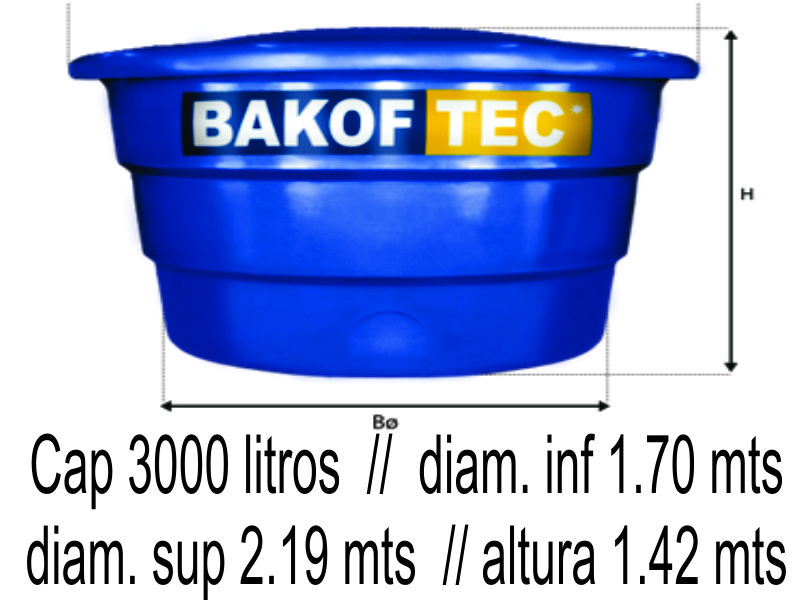 BAKOF TEC
H
Bø
Cap 3000 litros // diam. inf 1.70 mts
diam. sup 2.19 mts // altura 1.42 mts